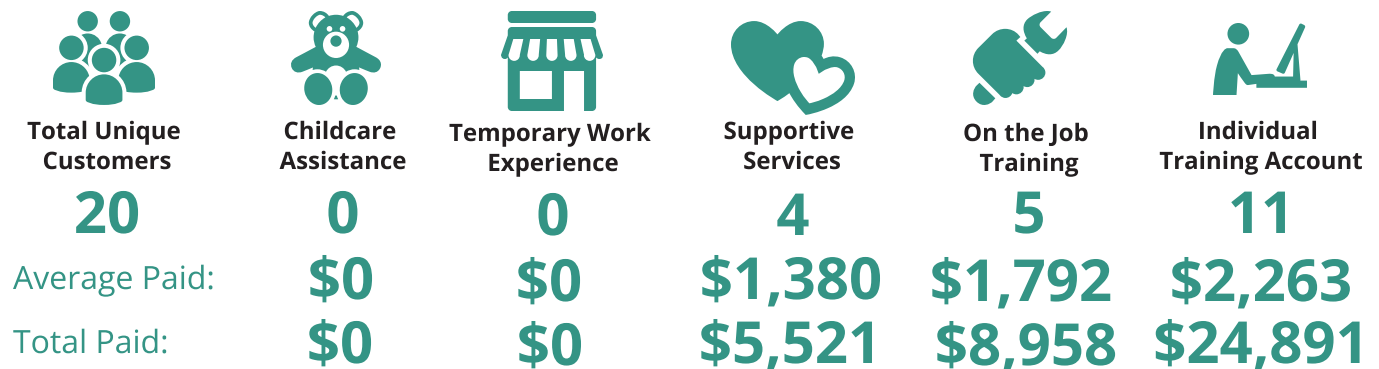 Total Unique
Customers
Childcare
Assistance
Temporary Work
Experience
Supportive
Services
On the Job
Training
Individual
Training Account
20 0 0 4 5 11
Average Paid: $0 $0 $1,380 $1,792 $2,263
Total Paid: $0 $0 $5,521 $8,958 $24,891